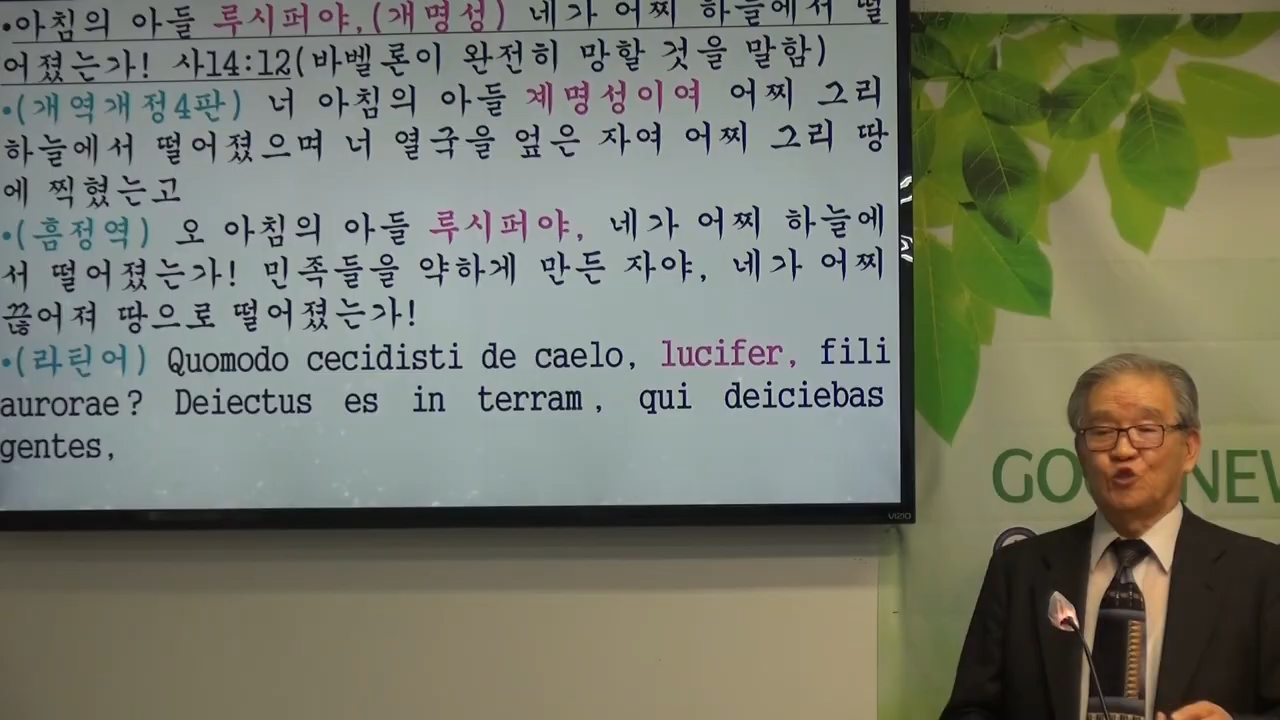 •아침의 아들 루시퍼야,(개명성) 네가 어찌 하늘에서 떨
어졌는가! 사14:12(바벨론이 완전히 망할 것을 말함)
•(개역개정4판) 너 아침의 아들 계명성이여 어찌 그리
하늘에서 떨어졌으며 너 열국을 엎은 자여 어찌 그리 땅
에 찍혔는고
•(흠정역) 오 아침의 아들 루시퍼야, 네가 어찌 하늘에
서 떨어졌는가! 민족들을 약하게 만든 자야, 네가 어찌
끊어져 땅으로 떨어졌는가!
•(라틴어) Quomodo cecidisti de caelo, lucifer, fili
aurorae? Deiectus es in terram, qui deiciebas
gentes,
VIZIO
GO NEW